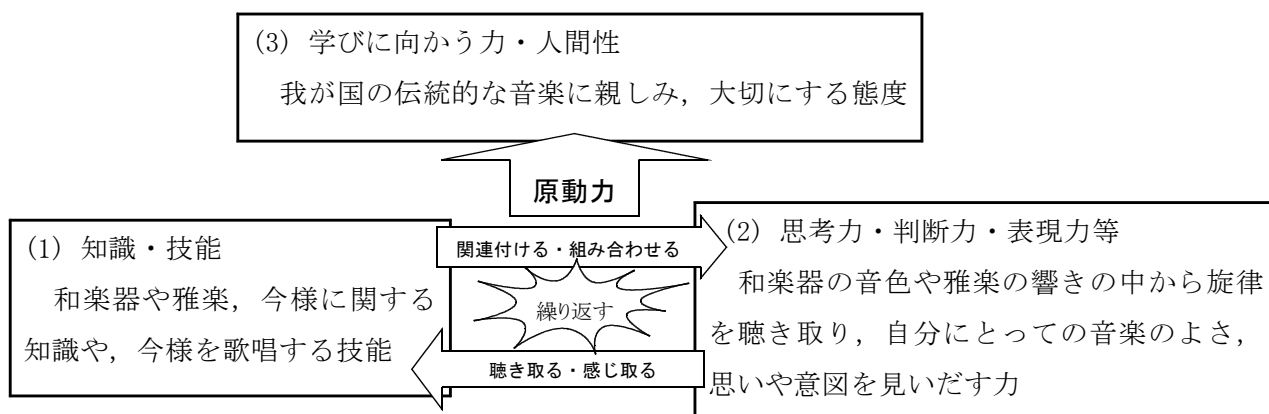 (3) 学びに向かう力・人間性
我が国の伝統的な音楽に親しみ，大切にする態度
原動力
(1) 知識・技能
和楽器や雅楽，今様に関する
知識や，今様を歌唱する技能
関連付ける・組み合わせる
繰り返す
聴き取る・感じ取る
(2) 思考力・判断力・表現力等
和楽器の音色や雅楽の響きの中から旋律
を聴き取り，自分にとっての音楽のよさ，
思いや意図を見いだす力